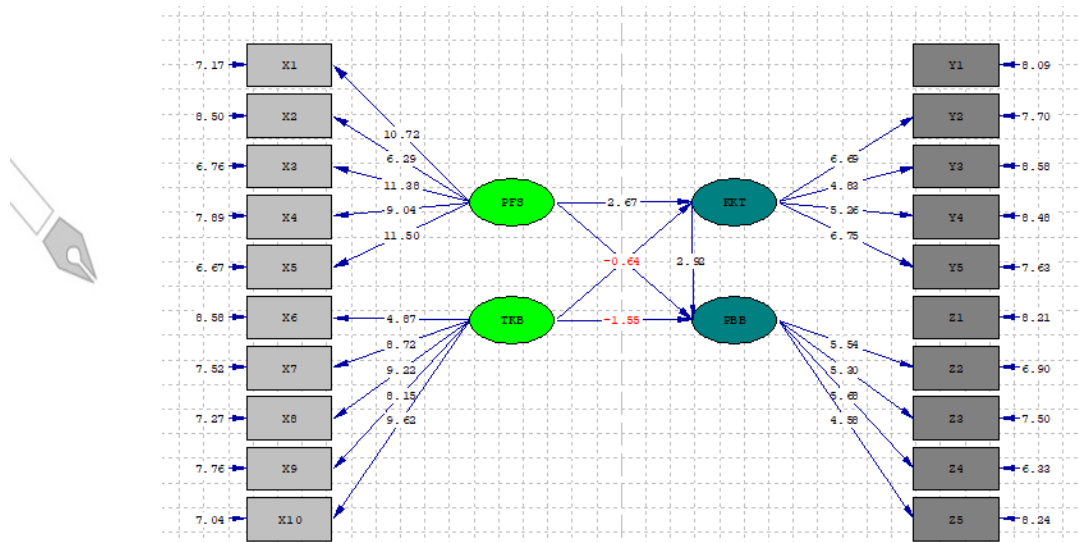 7.17 X1
8.50 X2
6.76 X3
7.89 X4
6.67 X5
8.58 X6
7.52 X7
7.27 X8
7.76 X9
7.04 X10
10.72
6.29
11.38
9.04
11.50
4.87
8.72
9.22
8.15
9.62
PFS
TKB
2.67
-0.64
-1.55
2.92
KKT
PBB
6.69
4.83
5.26
6.75
5.54
5.30
5.68
4.58
Y1 8.09
Y2 7.70
Y3 8.58
Y4 8.48
Y5 7.63
Z1 8.21
Z2 6.90
Z3 7.50
Z4 6.33
Z5 8.24